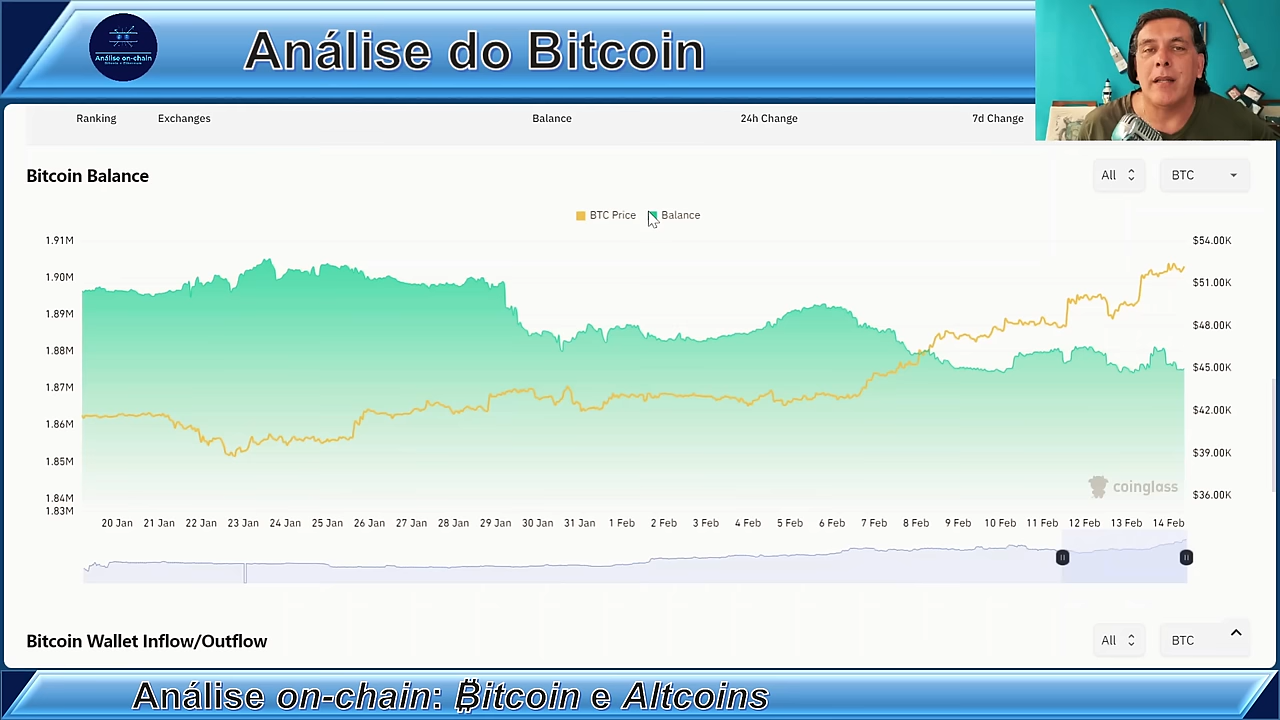 Análise on-chain
Análise do Bitcoin
Ranking Exchanges Balance 24h Change 7d Change
Bitcoin Balance
All BTC
BTC Price Balance
1.91M
1.90M
1.89M
1.88M
1.87M
1.86M
1.85M
1.84M
1.83M
$54.00K
$51.00K
$48.00K
$45.00K
$42.00K
$39.00K
$36.00K
coinglass
20 Jan 21 Jan 22 Jan 23 Jan 24 Jan 25 Jan 26 Jan 27 Jan 28 Jan 29 Jan 30 Jan 31 Jan 1 Feb 2 Feb 3 Feb 4 Feb 5 Feb 6 Feb 7 Feb 8 Feb 9 Feb 10 Feb 11 Feb 12 Feb 13 Feb 14 Feb
Bitcoin Wallet Inflow/Outflow
All BTC
Análise on-chain: ₿itcoin e Altcoins